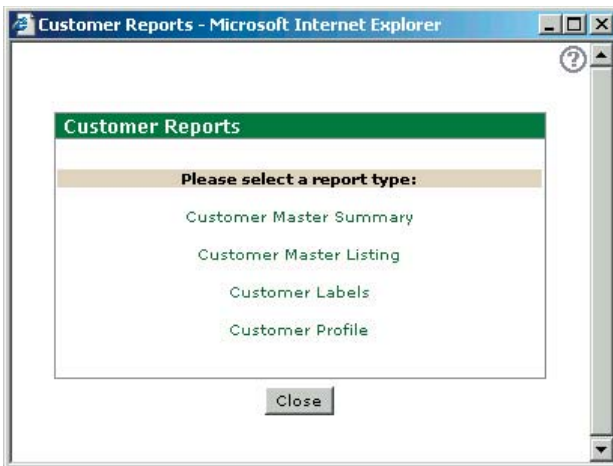 Customer Reports - Microsoft Internet Explorer
?
Customer Reports
Please select a report type:
Customer Master Summary
Customer Master Listing
Customer Labels
Customer Profile
Close